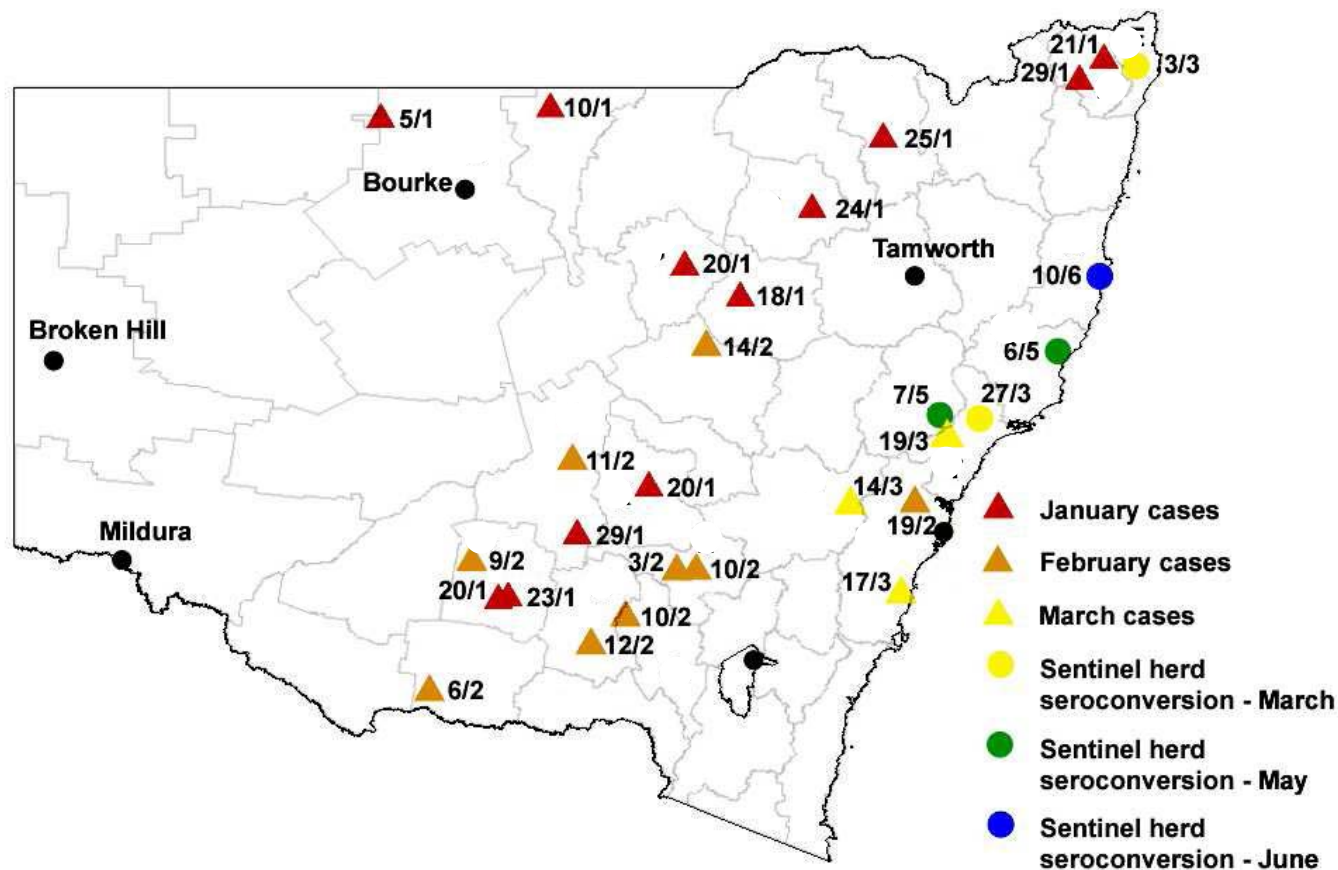 21/1
3/3
29/1
5/1
10/1
25/1
Bourke
24/1
Tamworth
20/1
10/6
18/1
Broken Hill
14/2
6/5
7/5
27/3
19/3
11/2
20/1
14/3
19/2
January cases
Mildura
29/1
9/2
3/2
10/2
February cases
20/1
23/1
17/3
March cases
10/2
12/2
6/2
Sentinel herd
seroconversion - March
Sentinel herd
seroconversion - May
Sentinel herd
seroconversion - June